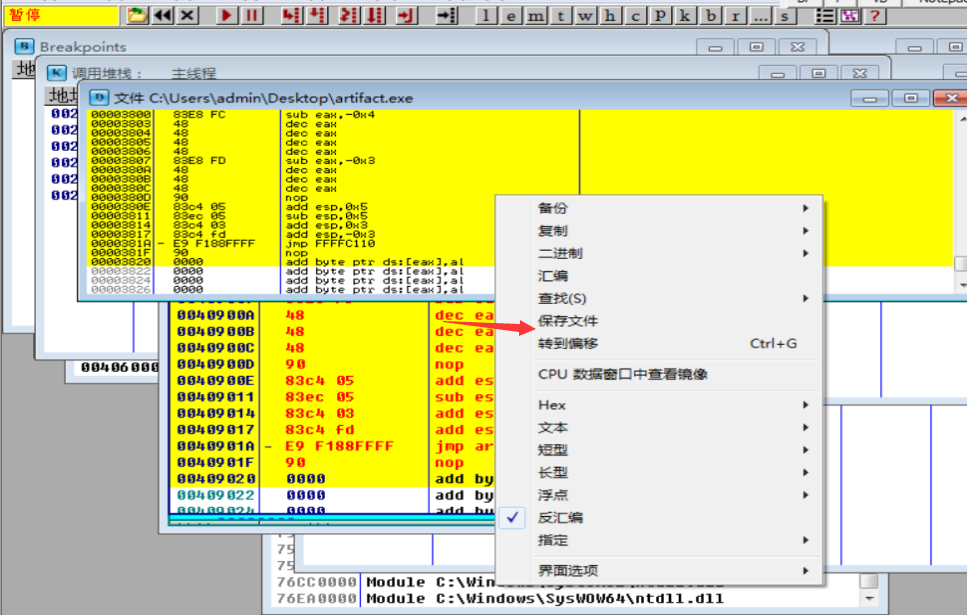 暂停
l e m t w h c P k b r ... s
?
Breakpoints
调用堆栈： 主线程
文件 C:\Users\admin\Desktop\artifact.exe
00003800 83E8 FC sub eax,-0x4
00003803 48 dec eax
00003804 48 dec eax
00003805 48 dec eax
00003806 48 dec eax
00003807 83E8 FD sub eax,-0x3
0000380A 48 dec eax
0000380B 48 dec eax
0000380C 48 dec eax
0000380D 90 nop
0000380E 83c4 05 add esp,0x5
00003811 83ec 05 sub esp,0x5
00003814 83c4 03 add esp,0x3
00003817 83c4 fd add esp,-0x3
0000381A - E9 F188FFFF jmp FFFFC110
0000381F 90 nop
00003820 0000 add byte ptr ds:[eax],al
00003822 0000 add byte ptr ds:[eax],al
00003824 0000 add byte ptr ds:[eax],al
00003826 0000 add byte ptr ds:[eax],al
备份
复制
二进制
汇编
查找(S)
保存文件
转到偏移 Ctrl+G
CPU 数据窗口中查看镜像
Hex
文本
短型
长型
浮点
反汇编
指定
界面选项
0040900A 48 dec ea
0040900B 48 dec ea
0040900C 48 dec ea
0040900D 90 nop
0040900E 83c4 05 add es
00409011 83ec 05 sub es
00409014 83c4 03 add es
00409017 83c4 fd add es
0040901A - E9 F188FFFF jmp ar
0040901F 90 nop
00409020 0000 add by
00409022 0000 add by
00409024 0000 add by
00406000
76CC0000 Module C:\Win
76EA0000 Module C:\Windows\SysWOW64\ntdll.dll